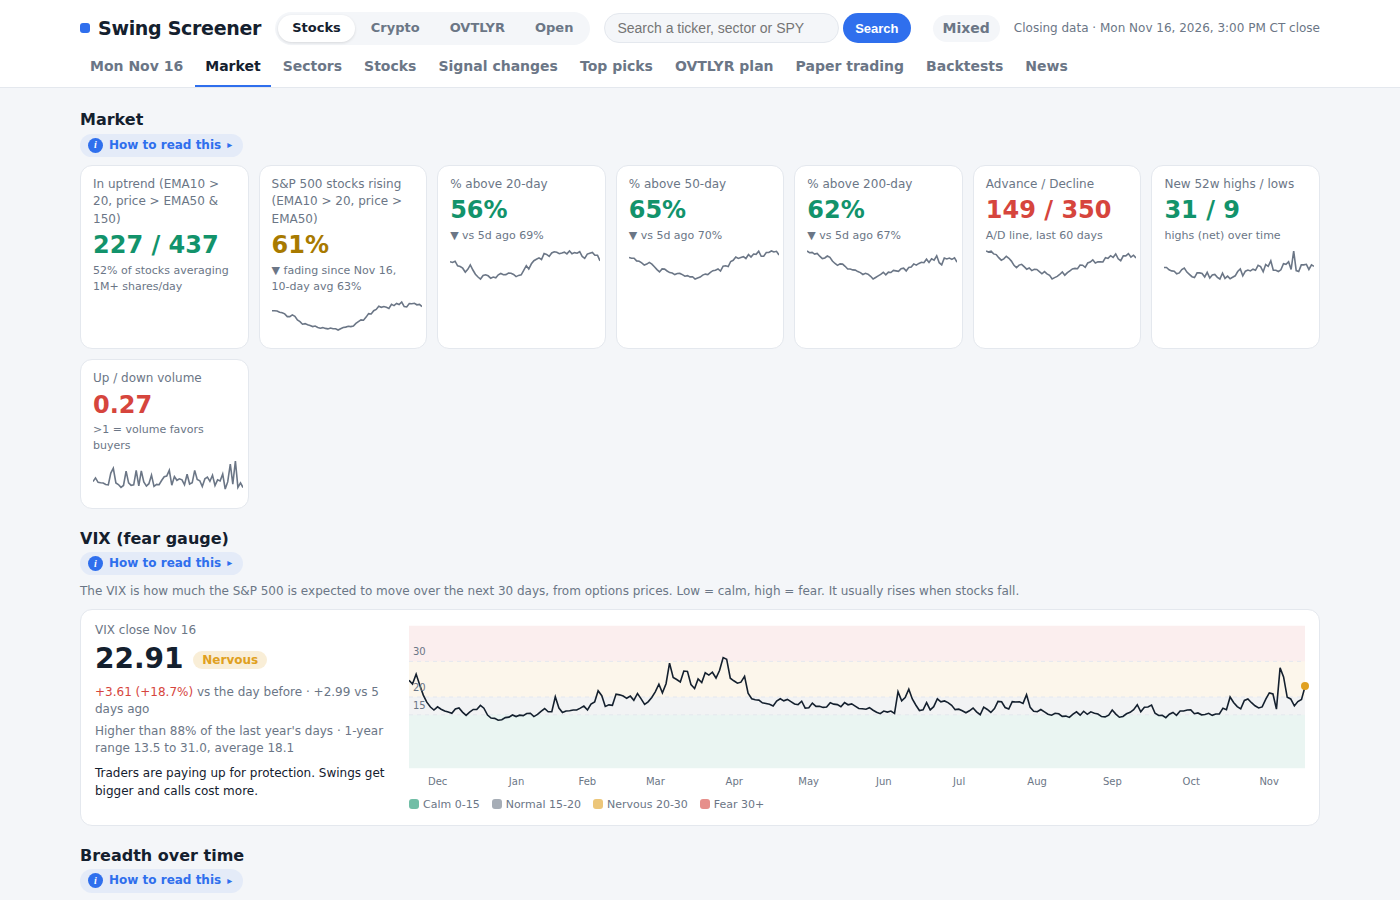 Swing Screener
Stocks Crypto OVTLYR Open
Search a ticker, sector or SPY
Search
Mixed
Closing data · Mon Nov 16, 2026, 3:00 PM CT close
Mon Nov 16 Market Sectors Stocks Signal changes Top picks OVTLYR plan Paper trading Backtests News
Market
i How to read this ▸
In uptrend (EMA10 >
20, price > EMA50 &
150)
227 / 437
52% of stocks averaging
1M+ shares/day
S&P 500 stocks rising
(EMA10 > 20, price >
EMA50)
61%
▼ fading since Nov 16,
10-day avg 63%
% above 20-day
56%
▼ vs 5d ago 69%
% above 50-day
65%
▼ vs 5d ago 70%
% above 200-day
62%
▼ vs 5d ago 67%
Advance / Decline
149 / 350
A/D line, last 60 days
New 52w highs / lows
31 / 9
highs (net) over time
Up / down volume
0.27
>1 = volume favors
buyers
VIX (fear gauge)
i How to read this ▸
The VIX is how much the S&P 500 is expected to move over the next 30 days, from options prices. Low = calm, high = fear. It usually rises when stocks fall.
VIX close Nov 16
22.91 Nervous
+3.61 (+18.7%) vs the day before · +2.99 vs 5
days ago
Higher than 88% of the last year's days · 1-year
range 13.5 to 31.0, average 18.1
Traders are paying up for protection. Swings get
bigger and calls cost more.
30
20
15
Dec Jan Feb Mar Apr May Jun Jul Aug Sep Oct Nov
Calm 0-15 Normal 15-20 Nervous 20-30 Fear 30+
Breadth over time
i How to read this ▸